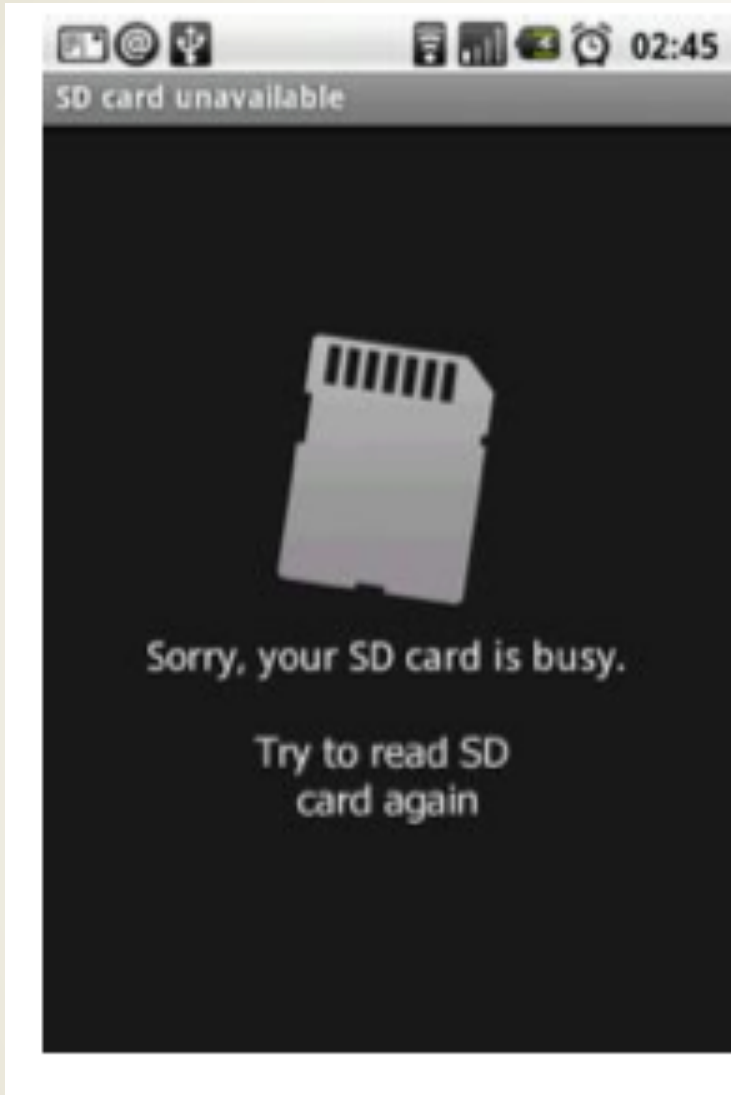 02:45
SD card unavailable
Sorry, your SD card is busy.
Try to read SD
card again